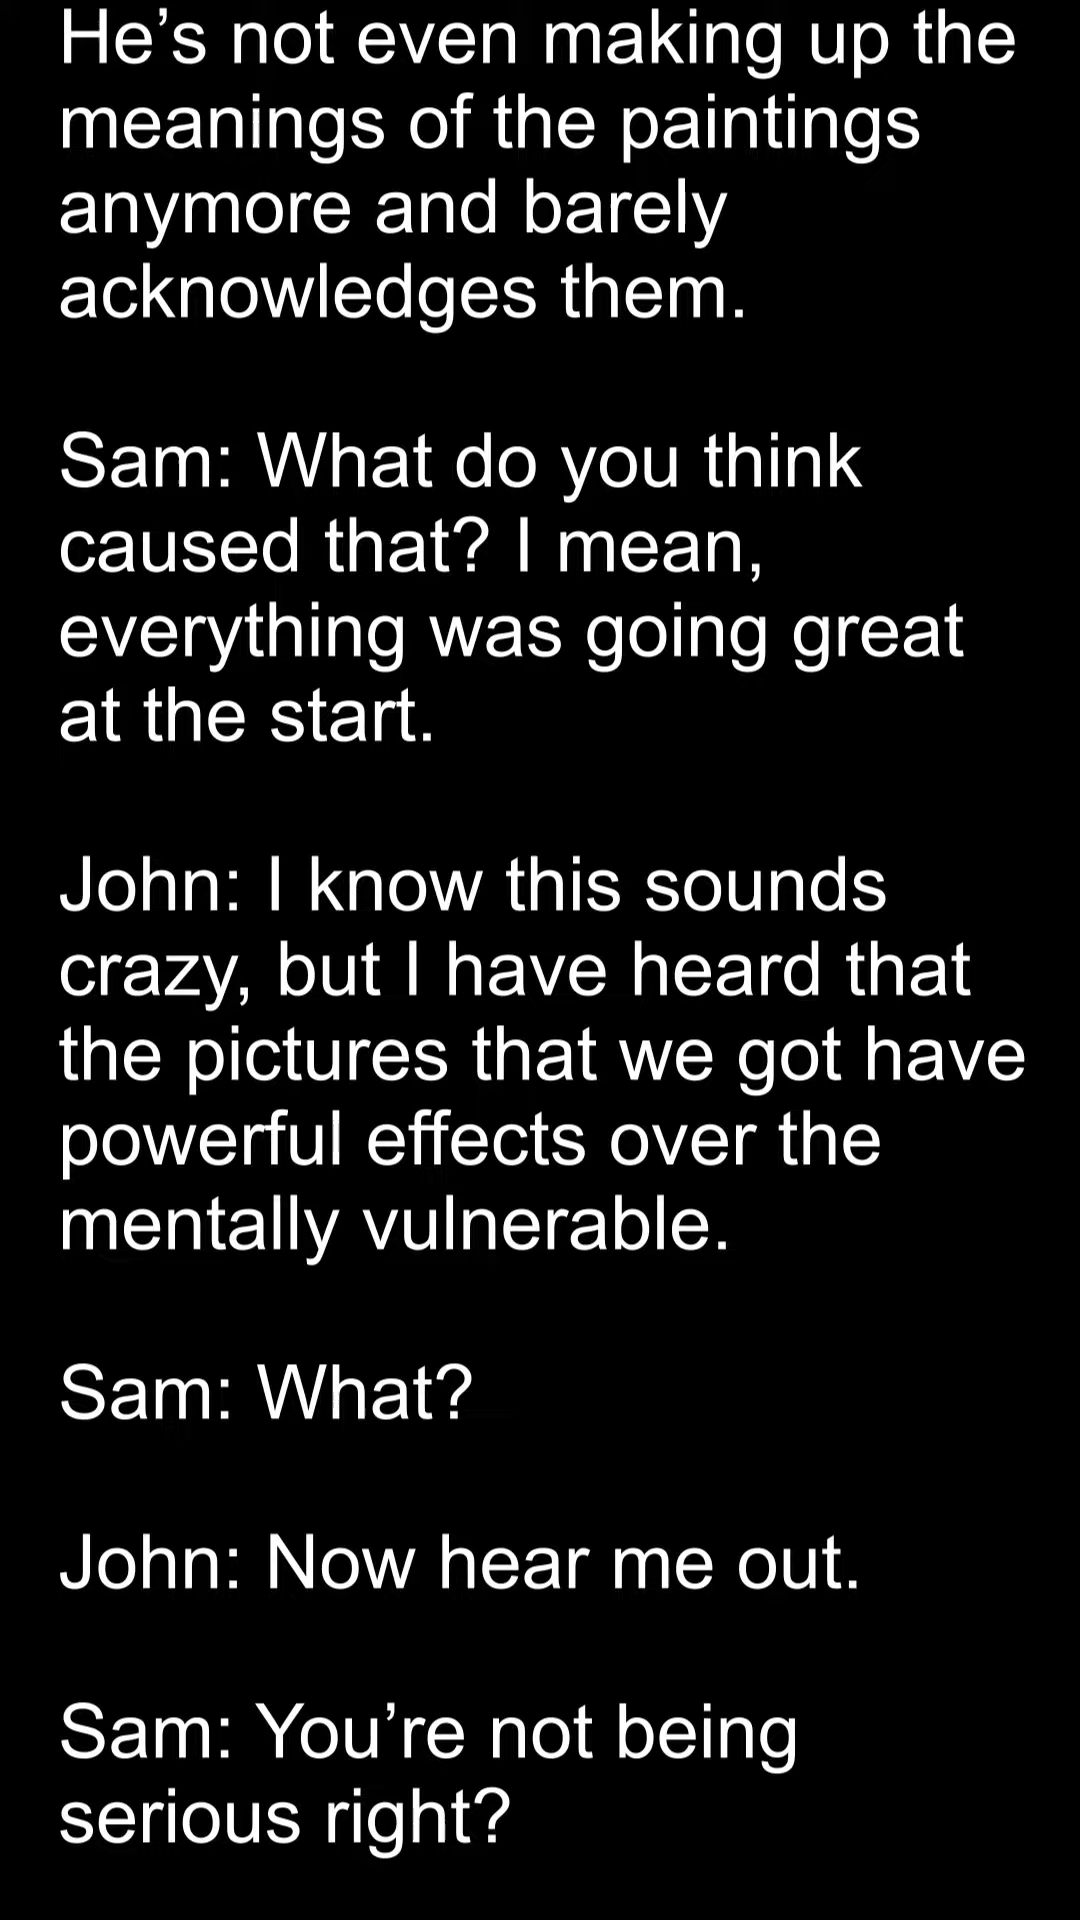 He’s not even making up the
meanings of the paintings
anymore and barely
acknowledges them.
Sam: What do you think
caused that? I mean,
everything was going great
at the start.
John: I know this sounds
crazy, but I have heard that
the pictures that we got have
powerful effects over the
mentally vulnerable.
Sam: What?
John: Now hear me out.
Sam: You’re not being
serious right?